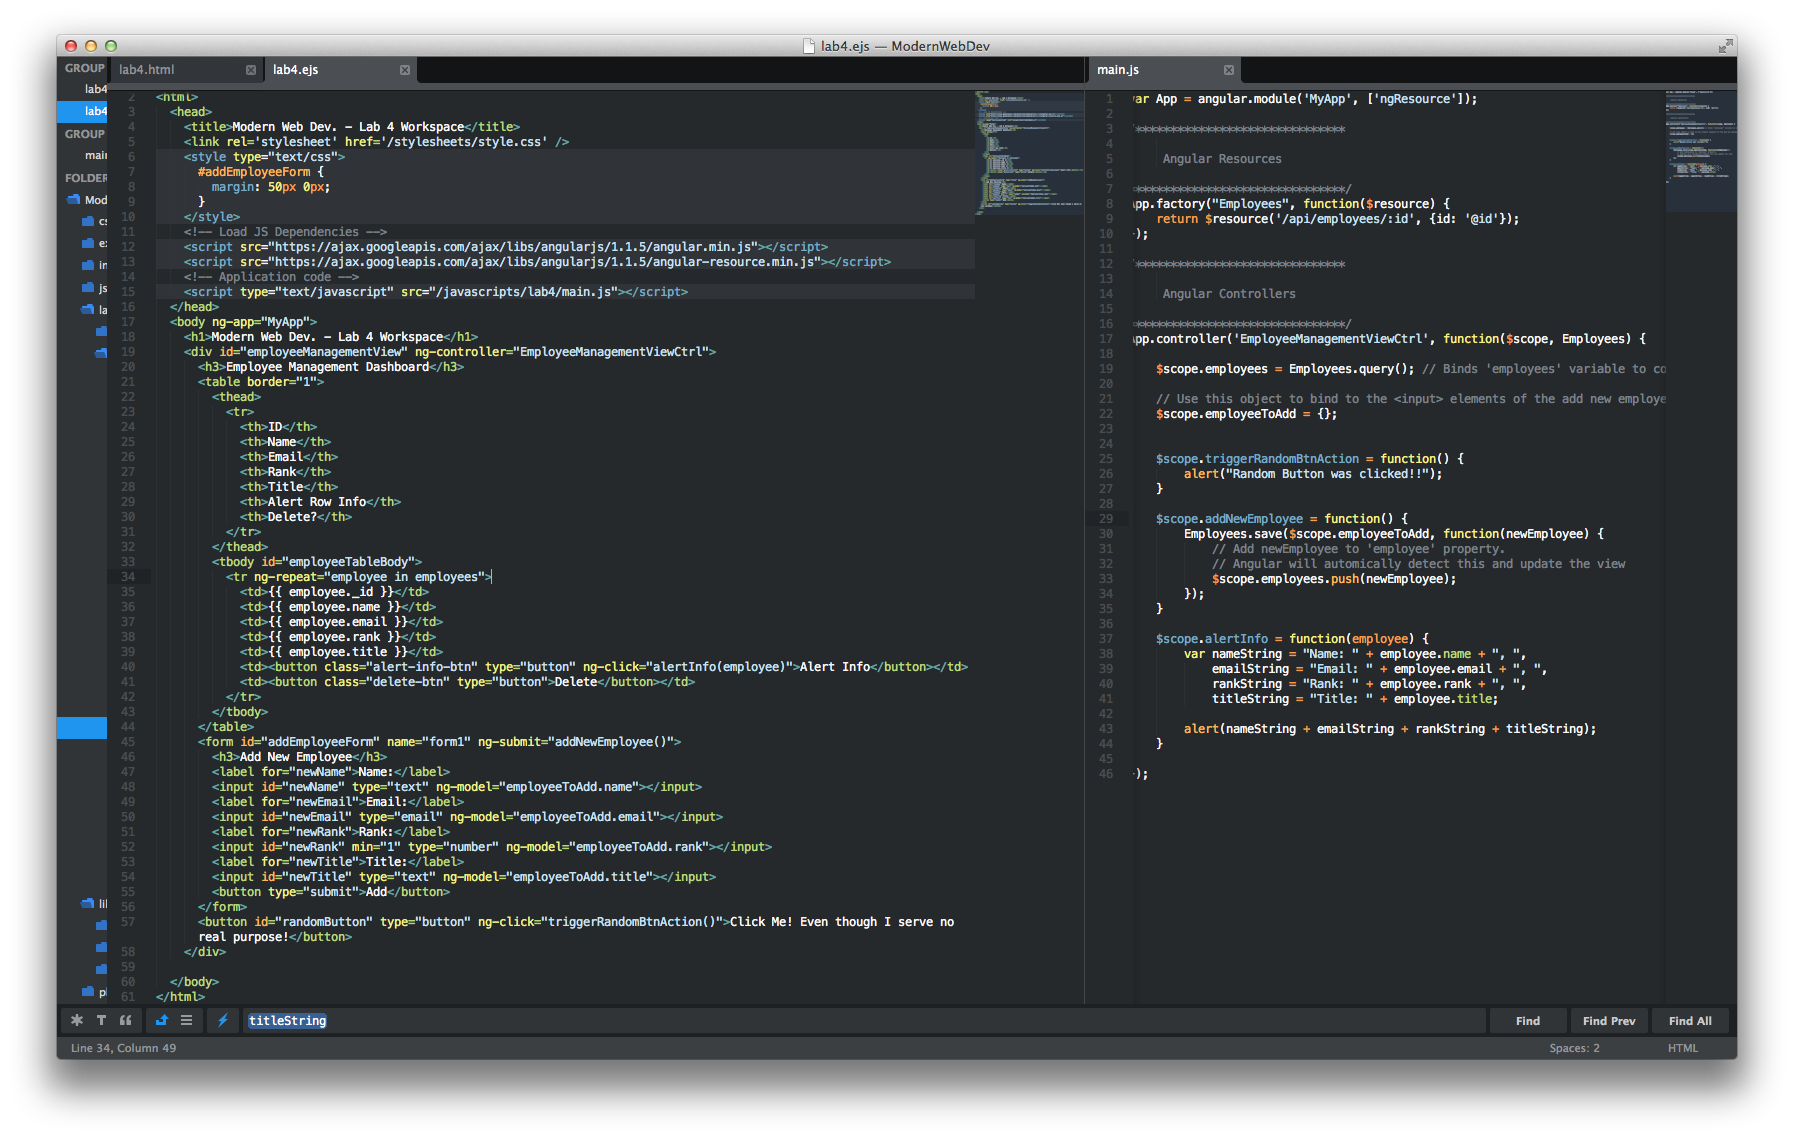 lab4.ejs — ModernWebDev
GROUP
lab4
lab4
GROUP
main
FOLDER
Mod
cs
ex
in
js
la
lil
pl
lab4.html
lab4.ejs
2 <html>
3 <head>
4 <title>Modern Web Dev. - Lab 4 Workspace</title>
5 <link rel='stylesheet' href='/stylesheets/style.css' />
6 <style type="text/css">
7 #addEmployeeForm {
8 margin: 50px 0px;
9 }
10 </style>
11 <!-- Load JS Dependencies -->
12 <script src="https://ajax.googleapis.com/ajax/libs/angularjs/1.1.5/angular.min.js"></script>
13 <script src="https://ajax.googleapis.com/ajax/libs/angularjs/1.1.5/angular-resource.min.js"></script>
14 <!-- Application code -->
15 <script type="text/javascript" src="/javascripts/lab4/main.js"></script>
16 </head>
17 <body ng-app="MyApp">
18 <h1>Modern Web Dev. - Lab 4 Workspace</h1>
19 <div id="employeeManagementView" ng-controller="EmployeeManagementViewCtrl">
20 <h3>Employee Management Dashboard</h3>
21 <table border="1">
22 <thead>
23 <tr>
24 <th>ID</th>
25 <th>Name</th>
26 <th>Email</th>
27 <th>Rank</th>
28 <th>Title</th>
29 <th>Alert Row Info</th>
30 <th>Delete?</th>
31 </tr>
32 </thead>
33 <tbody id="employeeTableBody">
34 <tr ng-repeat="employee in employees">
35 <td>{{ employee._id }}</td>
36 <td>{{ employee.name }}</td>
37 <td>{{ employee.email }}</td>
38 <td>{{ employee.rank }}</td>
39 <td>{{ employee.title }}</td>
40 <td><button class="alert-info-btn" type="button" ng-click="alertInfo(employee)">Alert Info</button></td>
41 <td><button class="delete-btn" type="button">Delete</button></td>
42 </tr>
43 </tbody>
44 </table>
45 <form id="addEmployeeForm" name="form1" ng-submit="addNewEmployee()">
46 <h3>Add New Employee</h3>
47 <label for="newName">Name:</label>
48 <input id="newName" type="text" ng-model="employeeToAdd.name"></input>
49 <label for="newEmail">Email:</label>
50 <input id="newEmail" type="email" ng-model="employeeToAdd.email"></input>
51 <label for="newRank">Rank:</label>
52 <input id="newRank" min="1" type="number" ng-model="employeeToAdd.rank"></input>
53 <label for="newTitle">Title:</label>
54 <input id="newTitle" type="text" ng-model="employeeToAdd.title"></input>
55 <button type="submit">Add</button>
56 </form>
57 <button id="randomButton" type="button" ng-click="triggerRandomBtnAction()">Click Me! Even though I serve no
real purpose!</button>
58 </div>
59
60 </body>
61 </html>
main.js
1 var App = angular.module('MyApp', ['ngResource']);
2
3 *******************************
4
5 Angular Resources
6
7 *******************************/
8 App.factory("Employees", function($resource) {
9 return $resource('/api/employees/:id', {id: '@id'});
10 });
11
12 *******************************
13
14 Angular Controllers
15
16 *******************************/
17 App.controller('EmployeeManagementViewCtrl', function($scope, Employees) {
18
19 $scope.employees = Employees.query(); // Binds 'employees' variable to co
20
21 // Use this object to bind to the <input> elements of the add new employe
22 $scope.employeeToAdd = {};
23
24
25 $scope.triggerRandomBtnAction = function() {
26 alert("Random Button was clicked!!");
27 }
28
29 $scope.addNewEmployee = function() {
30 Employees.save($scope.employeeToAdd, function(newEmployee) {
31 // Add newEmployee to 'employee' property.
32 // Angular will automically detect this and update the view
33 $scope.employees.push(newEmployee);
34 });
35 }
36
37 $scope.alertInfo = function(employee) {
38 var nameString = "Name: " + employee.name + ", ",
39 emailString = "Email: " + employee.email + ", ",
40 rankString = "Rank: " + employee.rank + ", ",
41 titleString = "Title: " + employee.title;
42
43 alert(nameString + emailString + rankString + titleString);
44 }
45
46 });
titleString
Find
Find Prev
Find All
Line 34, Column 49
Spaces: 2
HTML